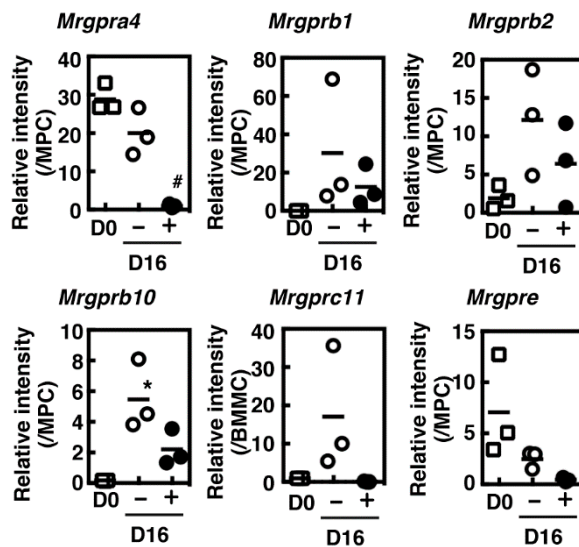 Mrgpra4
Relative intensity
(/MPC)
40
30
20
10
0
#
D0 – +
D16
Mrgprb1
Relative intensity
(/MPC)
80
60
40
20
0
D0 – +
D16
Mrgprb2
Relative intensity
(/MPC)
20
15
10
5
0
D0 – +
D16
Mrgprb10
Relative intensity
(/MPC)
10
8
6
4
2
0
*
D0 – +
D16
Mrgprc11
Relative intensity
(/BMMC)
40
30
20
10
0
D0 – +
D16
Mrgpre
Relative intensity
(/MPC)
15
10
5
0
D0 – +
D16